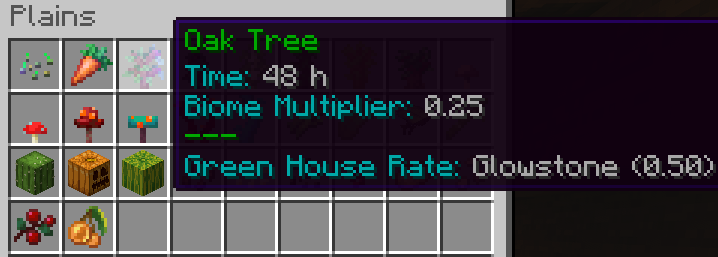 Plains
Oak Tree
Time: 48 h
Biome Multiplier: 0.25
---
Green House Rate: Glowstone (0.50)